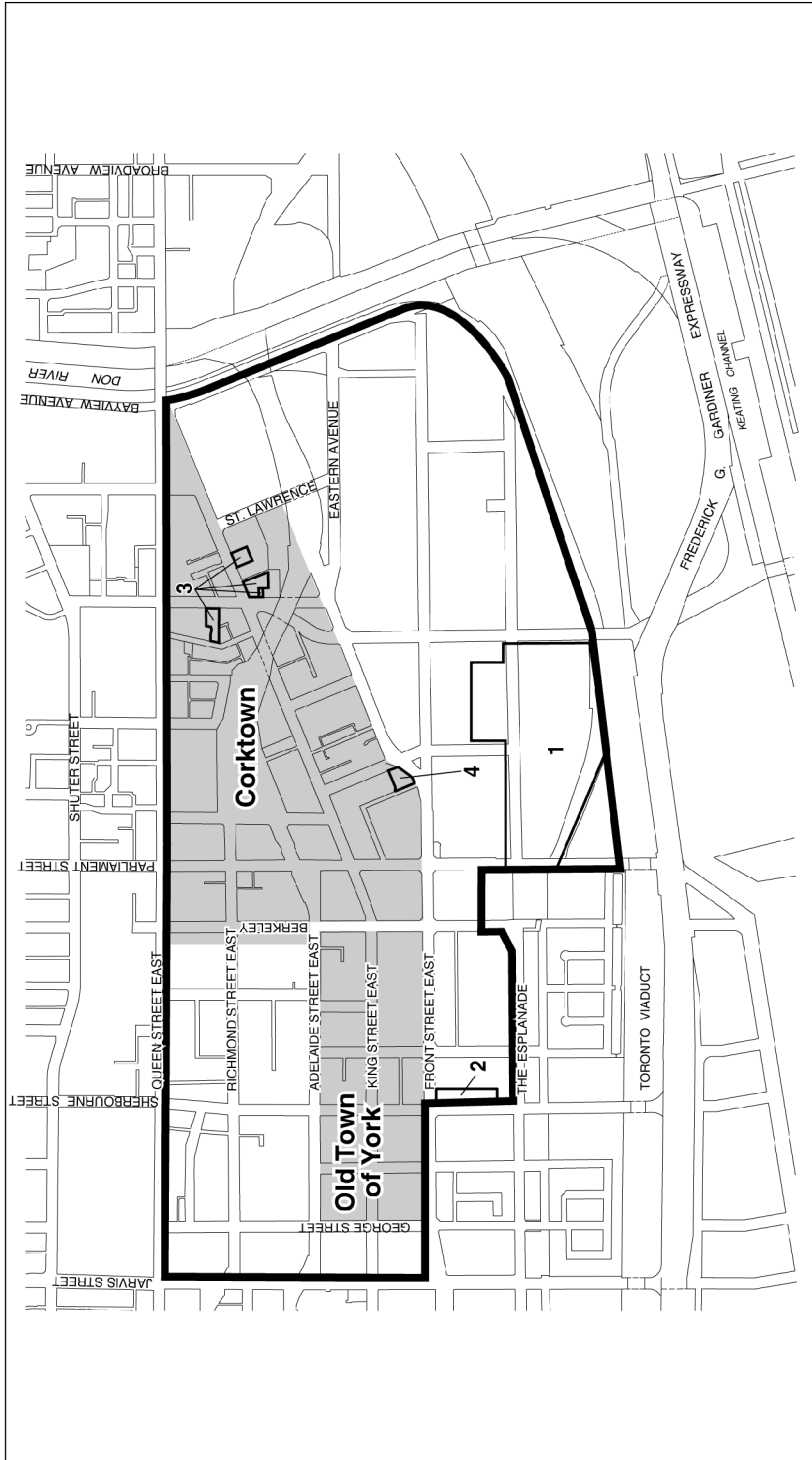 BROADVIEW AVENUE
DON RIVER
BAYVIEW AVENUE
SHUTER STREET
PARLIAMENT STREET
SHERBOURNE STREET
JARVIS STREET
QUEEN STREET EAST
RICHMOND STREET EAST
ADELAIDE STREET EAST
KING STREET EAST
FRONT STREET EAST
THE ESPLANADE
TORONTO VIADUCT
BERKELEY
GEORGE STREET
ST. LAWRENCE
EASTERN AVENUE
Corktown
Old Town
of York
1
2
3
4
FREDERICK G. GARDINER EXPRESSWAY
KEATING CHANNEL